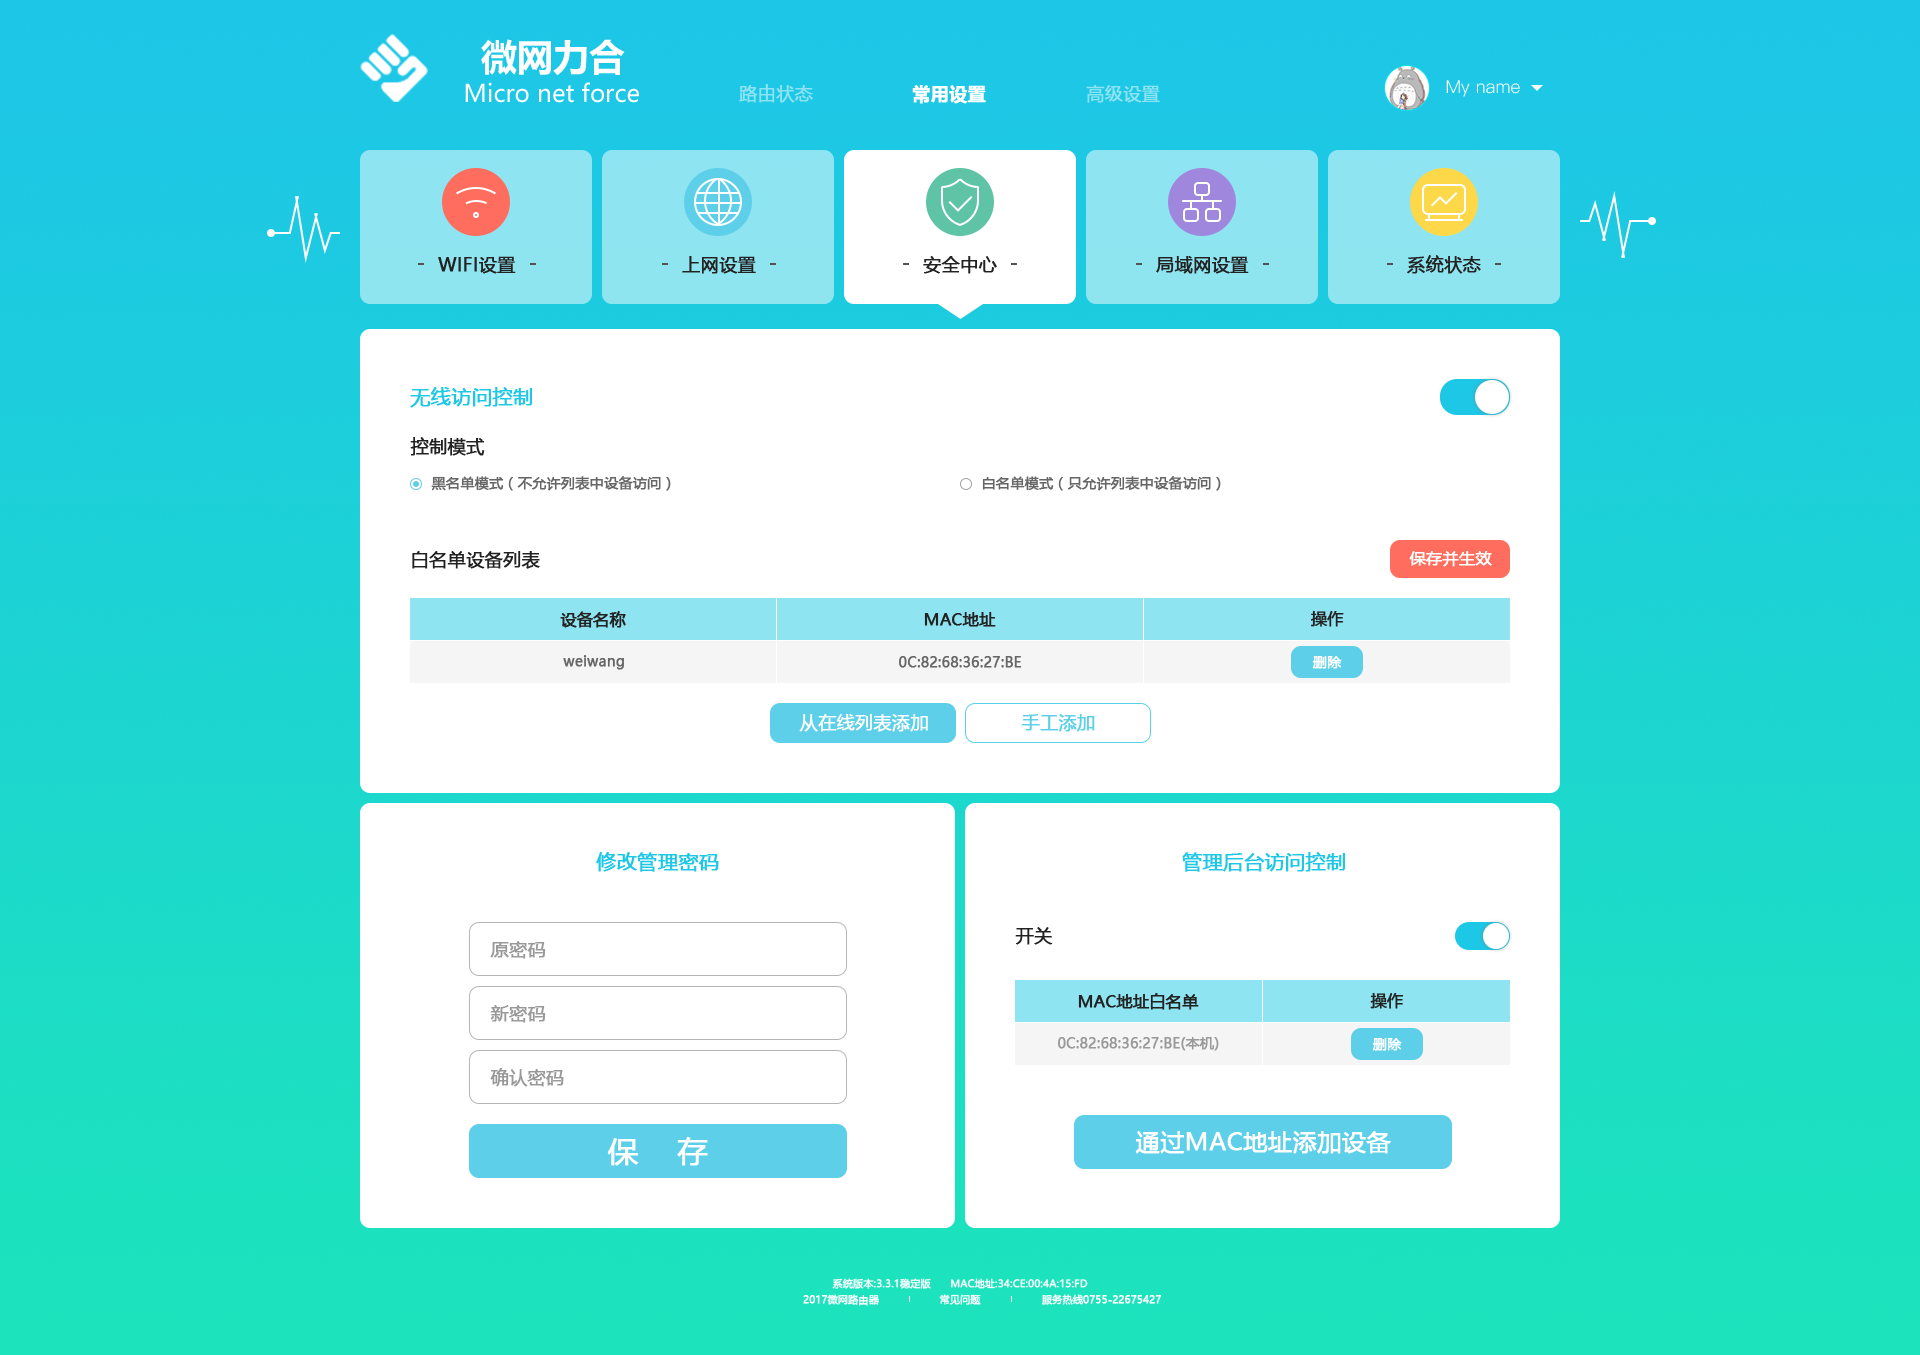 微网力合
Micro net force
路由状态
常用设置
高级设置
My name
- WIFI设置 -
- 上网设置 -
- 安全中心 -
- 局域网设置 -
- 系统状态 -
无线访问控制
控制模式
黑名单模式（不允许列表中设备访问）
白名单模式（只允许列表中设备访问）
白名单设备列表
保存并生效
设备名称 MAC地址 操作
weiwang 0C:82:68:36:27:BE 删除
从在线列表添加
手工添加
修改管理密码
原密码
新密码
确认密码
保 存
管理后台访问控制
开关
MAC地址白名单 操作
0C:82:68:36:27:BE(本机) 删除
通过MAC地址添加设备
系统版本:3.3.1稳定版 MAC地址:34:CE:00:4A:15:FD
2017微网路由器 | 常见问题 | 服务热线0755-22675427